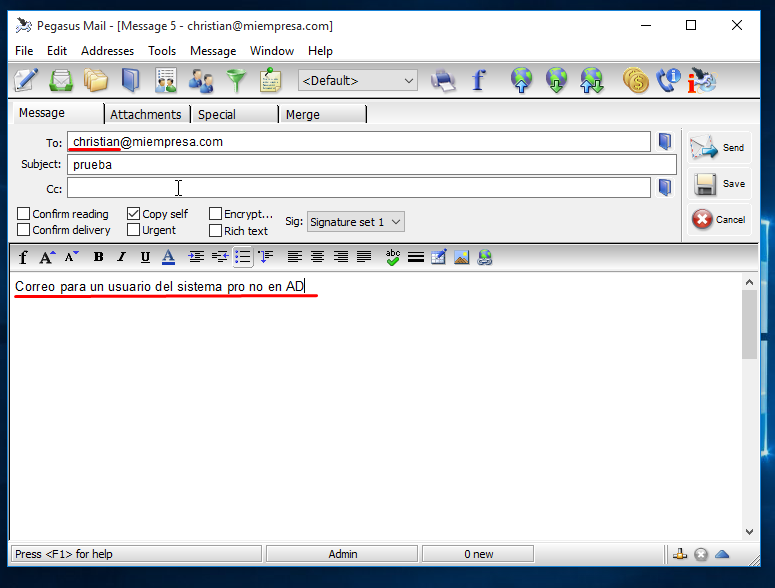 Pegasus Mail - [Message 5 - christian@miempresa.com]
File Edit Addresses Tools Message Window Help
<Default>
Message Attachments Special Merge
To: christian@miempresa.com
Send
Subject: prueba
Cc:
Save
Confirm reading Copy self Encrypt... Sig: Signature set 1
Cancel
Confirm delivery Urgent Rich text
Correo para un usuario del sistema pro no en AD
Press <F1> for help Admin 0 new